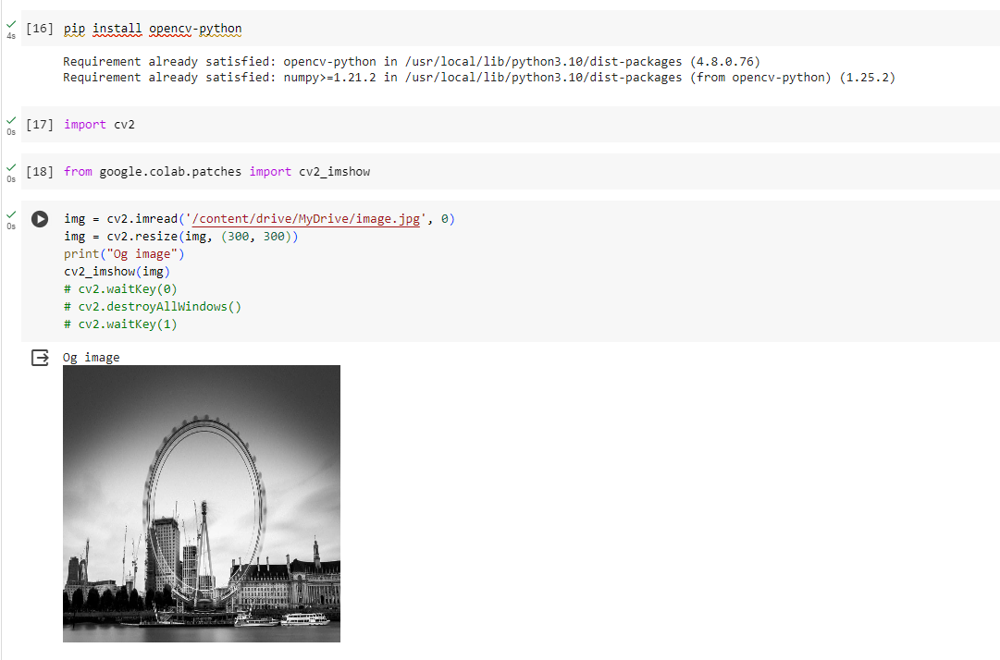 4s
[16] pip install opencv-python
Requirement already satisfied: opencv-python in /usr/local/lib/python3.10/dist-packages (4.8.0.76)
Requirement already satisfied: numpy>=1.21.2 in /usr/local/lib/python3.10/dist-packages (from opencv-python) (1.25.2)
0s
[17] import cv2
0s
[18] from google.colab.patches import cv2_imshow
0s
img = cv2.imread('/content/drive/MyDrive/image.jpg', 0)
img = cv2.resize(img, (300, 300))
print("Og image")
cv2_imshow(img)
# cv2.waitKey(0)
# cv2.destroyAllWindows()
# cv2.waitKey(1)
Og image